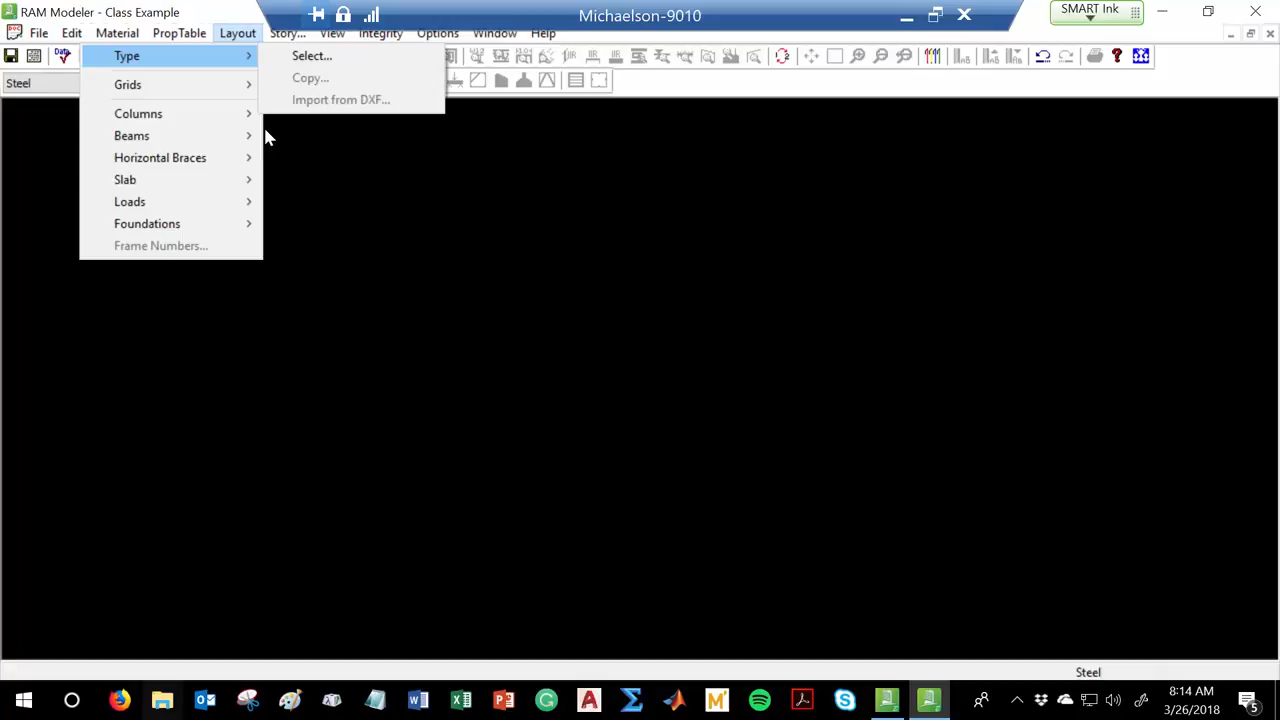 RAM Modeler - Class Example
Michaelson-9010
SMART Ink
File Edit Material PropTable Layout Story... View Integrity Options Window Help
Steel
Type
Grids
Columns
Beams
Horizontal Braces
Slab
Loads
Foundations
Frame Numbers...
Select...
Copy...
Import from DXF...
Steel
8:14 AM
3/26/2018
5